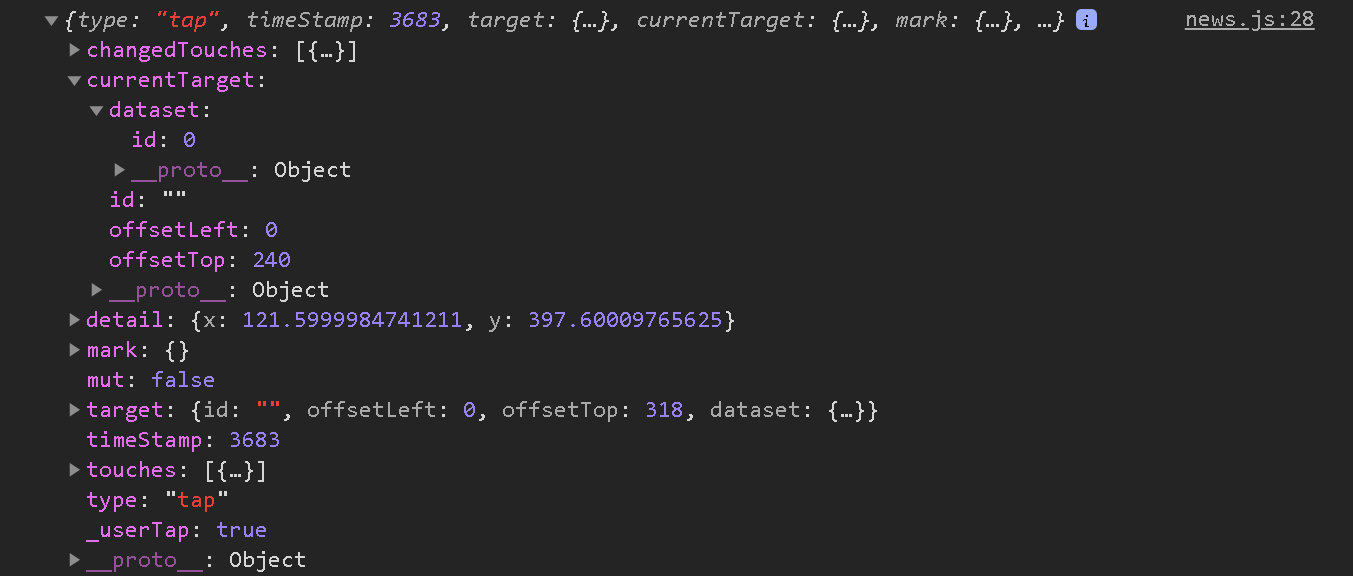 ▼{type: "tap", timeStamp: 3683, target: {…}, currentTarget: {…}, mark: {…}, …} i news.js:28
▶changedTouches: [{…}]
▼currentTarget:
▼dataset:
id: 0
▶__proto__: Object
id: ""
offsetLeft: 0
offsetTop: 240
▶__proto__: Object
▶detail: {x: 121.5999984741211, y: 397.60009765625}
▶mark: {}
mut: false
▶target: {id: "", offsetLeft: 0, offsetTop: 318, dataset: {…}}
timeStamp: 3683
▶touches: [{…}]
type: "tap"
_userTap: true
▶__proto__: Object